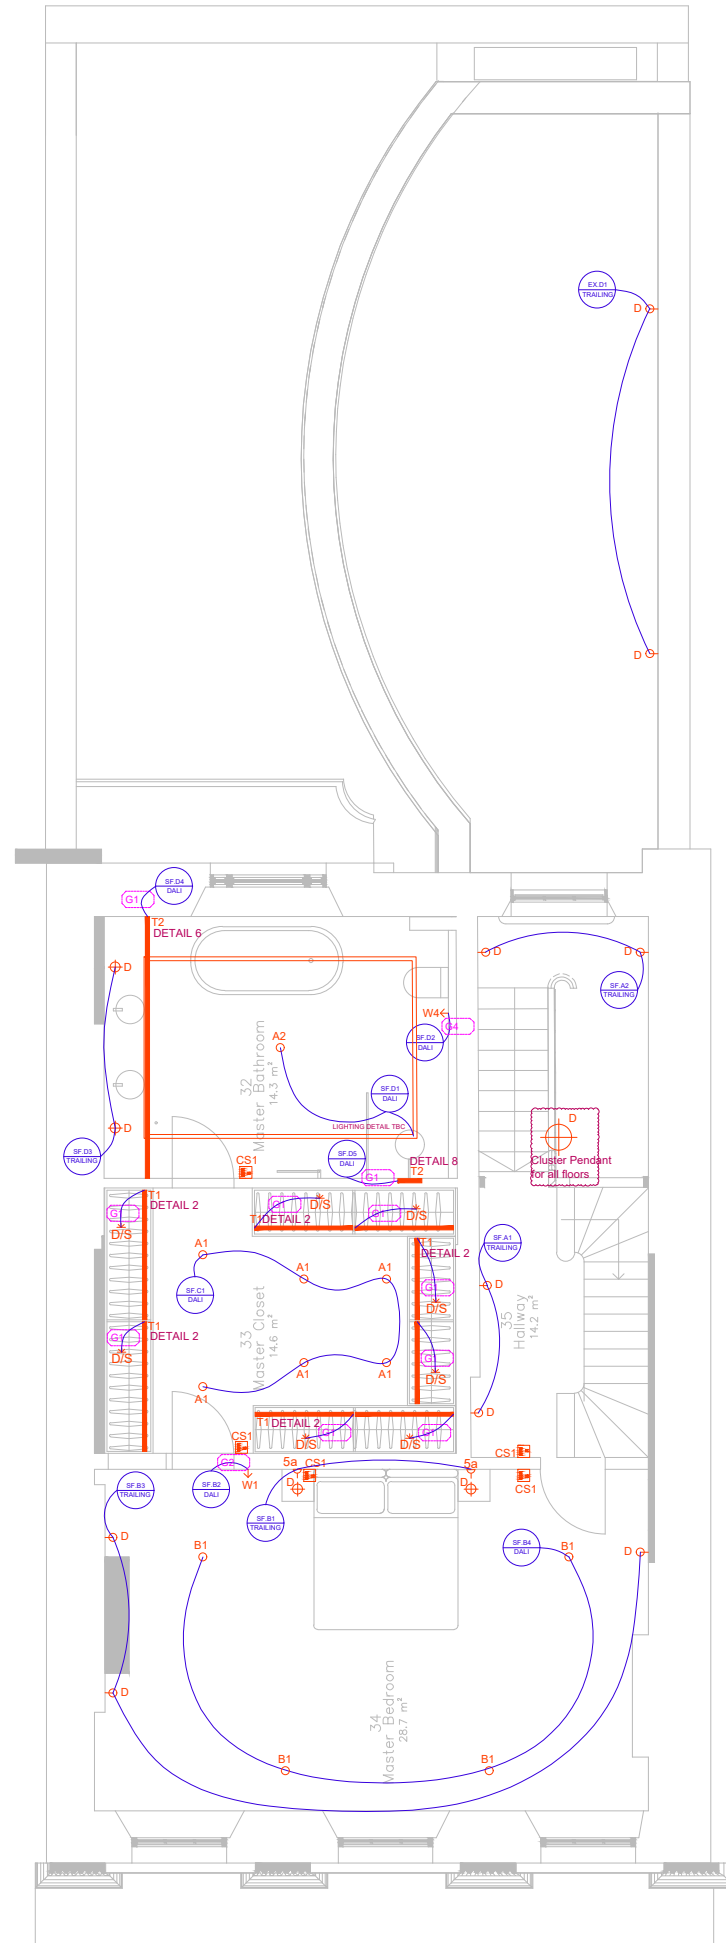 EX.D1
TRAILING
D
D
SF.D4
DALI
G1
T2
DETAIL 6
D
W4
G4
SF.D2
DALI
SF.A2
TRAILING
A2
32
Master Bathroom
14.3 m²
SF.D1
DALI
LIGHTING DETAIL TBC
D
D
Cluster Pendant
for all floors
SF.D3
TRAILING
CS1
SF.D5
DALI
G1
DETAIL 8
T2
T1
DETAIL 2
G1
D/S
G1
D/S
T1
DETAIL 2
G1
D/S
T1
DETAIL 2
G1
D/S
SF.A1
TRAILING
D
A1
A1
A1
SF.C1
DALI
33
Master Closet
14.6 m²
35
Hallway
14.2 m²
T1
DETAIL 2
G1
D/S
G1
D/S
A1
A1
A1
D
T1
DETAIL 2
G1
D/S
G1
D/S
CS1
CS1
G2
W1
5a
CS1
D
5a
D
CS1
SF.B3
TRAILING
SF.B2
DALI
SF.B1
TRAILING
SF.B4
DALI
D
B1
B1
D
D
34
Master Bedroom
28.7 m²
B1
B1